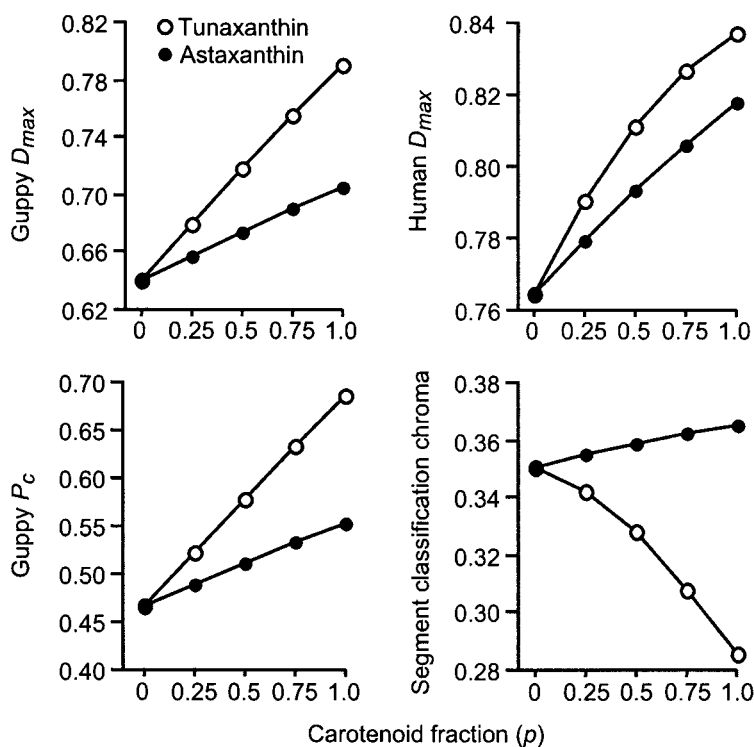 Tunaxanthin
Astaxanthin
Guppy Dmax
0.82
0.78
0.74
0.70
0.66
0.62
0 0.25 0.5 0.75 1.0
Human Dmax
0.84
0.82
0.80
0.78
0.76
0 0.25 0.5 0.75 1.0
Guppy Pc
0.70
0.65
0.60
0.55
0.50
0.45
0.40
0 0.25 0.5 0.75 1.0
Segment classification chroma
0.38
0.36
0.34
0.32
0.30
0.28
0 0.25 0.5 0.75 1.0
Carotenoid fraction (p)